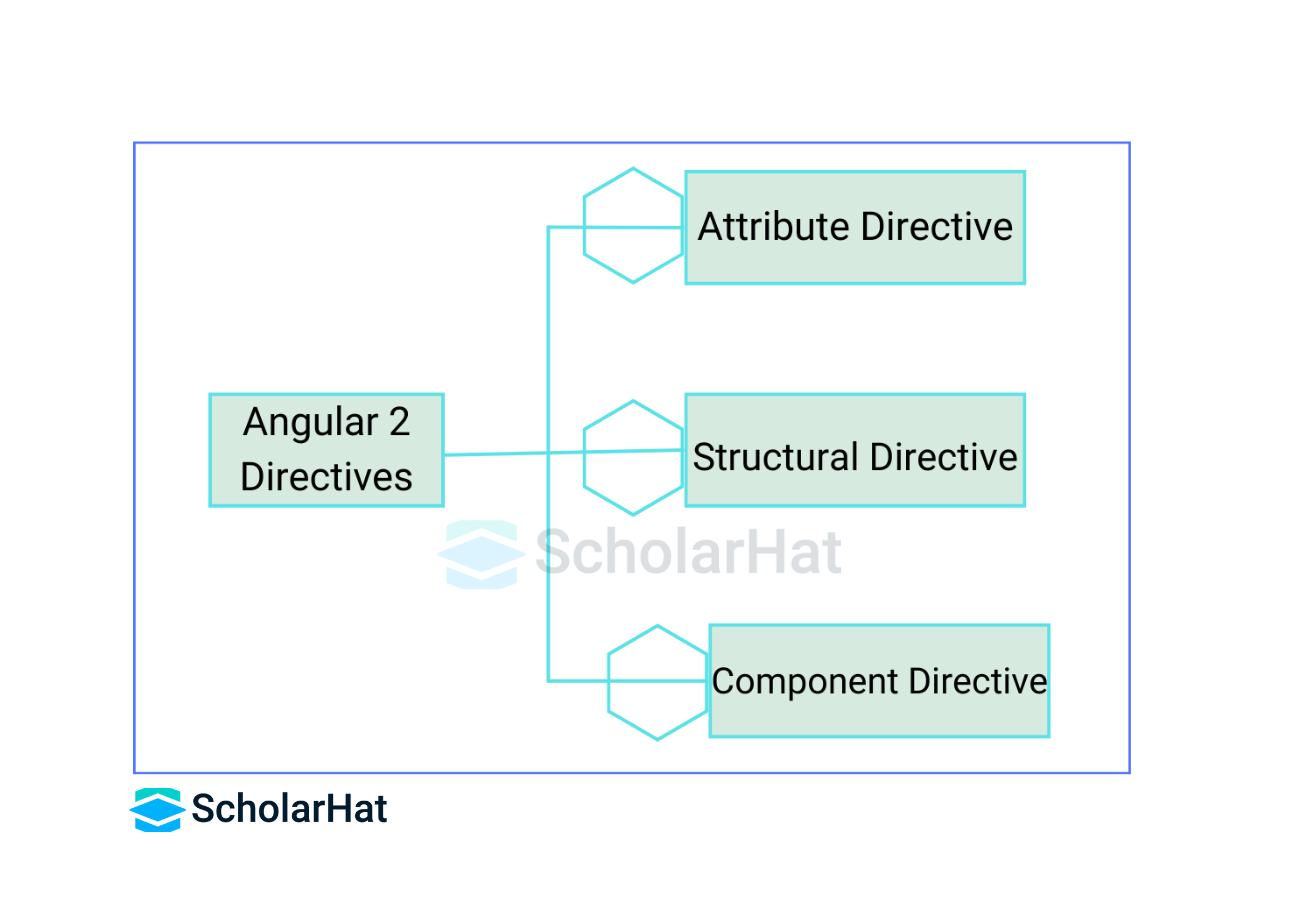 Attribute Directive
Angular 2
Directives
Structural Directive
ScholarHat
Component Directive
ScholarHat